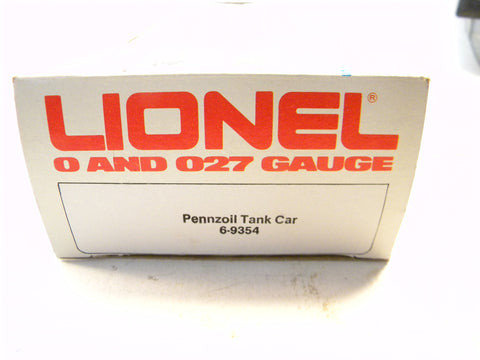 LIONEL®
O AND O27 GAUGE
Pennzoil Tank Car
6-9354